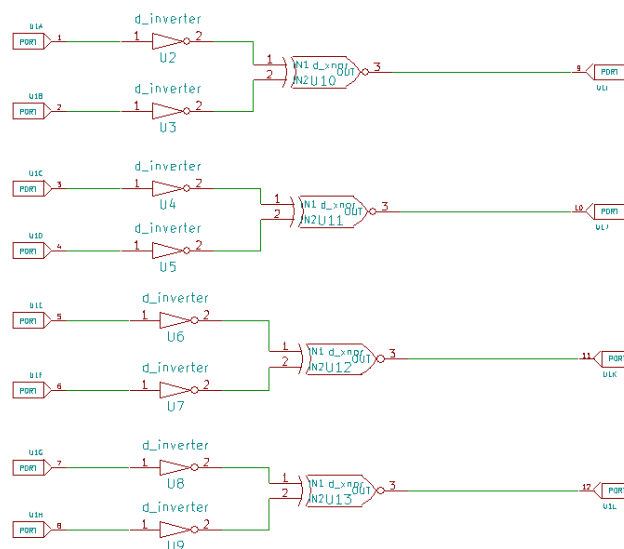 U1A d_inverter
PORT 1 1 2
U2 1 IN1 d_xnor 3 9 PORT
2 IN2 U10 OUT
U1B d_inverter
PORT 2 1 2
U3
U1C d_inverter
PORT 3 1 2
U4 1 IN1 d_xnor 3 10 PORT
2 IN2 U11 OUT
U1D d_inverter
PORT 4 1 2
U5
U1E d_inverter
PORT 5 1 2
U6 1 IN1 d_xnor 3 11 PORT
2 IN2 U12 OUT U1K
U1F d_inverter
PORT 6 1 2
U7
U1G d_inverter
PORT 7 1 2
U8 1 IN1 d_xnor 3 12 PORT
2 IN2 U13 OUT U1L
U1H d_inverter
PORT 8 1 2
U9